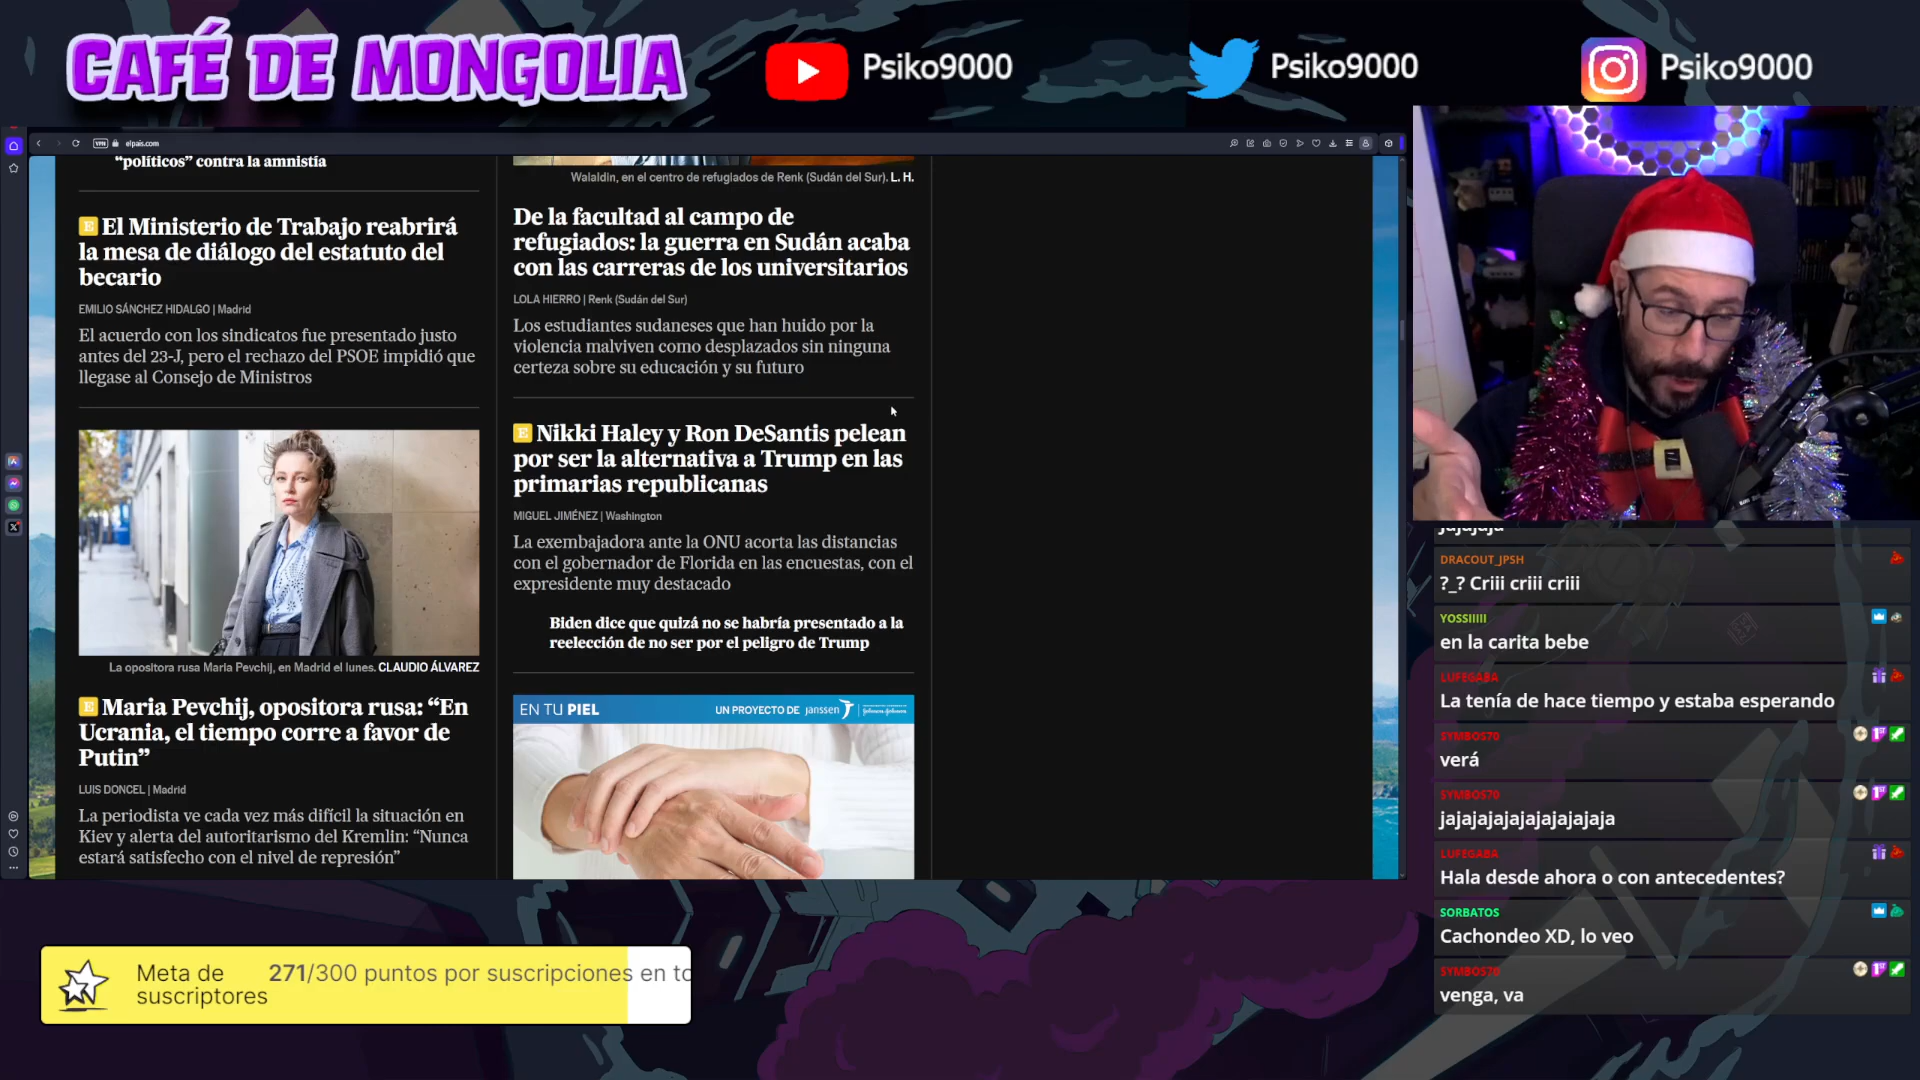 CAFÉ DE MONGOLIA
Psiko9000
Psiko9000
Psiko9000
VPN
elpais.com
“políticos” contra la amnistía
E El Ministerio de Trabajo reabrirá
la mesa de diálogo del estatuto del
becario
EMILIO SÁNCHEZ HIDALGO | Madrid
El acuerdo con los sindicatos fue presentado justo
antes del 23-J, pero el rechazo del PSOE impidió que
llegase al Consejo de Ministros
La opositora rusa Maria Pevchij, en Madrid el lunes. CLAUDIO ÁLVAREZ
E Maria Pevchij, opositora rusa: “En
Ucrania, el tiempo corre a favor de
Putin”
LUIS DONCEL | Madrid
La periodista ve cada vez más difícil la situación en
Kiev y alerta del autoritarismo del Kremlin: “Nunca
estará satisfecho con el nivel de represión”
Walaldin, en el centro de refugiados de Renk (Sudán del Sur). L. H.
De la facultad al campo de
refugiados: la guerra en Sudán acaba
con las carreras de los universitarios
LOLA HIERRO | Renk (Sudán del Sur)
Los estudiantes sudaneses que han huido por la
violencia malviven como desplazados sin ninguna
certeza sobre su educación y su futuro
E Nikki Haley y Ron DeSantis pelean
por ser la alternativa a Trump en las
primarias republicanas
MIGUEL JIMÉNEZ | Washington
La exembajadora ante la ONU acorta las distancias
con el gobernador de Florida en las encuestas, con el
expresidente muy destacado
Biden dice que quizá no se habría presentado a la
reelección de no ser por el peligro de Trump
EN TU PIEL
UN PROYECTO DE janssen
jajajaja
DRACOUT_JPSH
?_? Criii criii criii
YOSSIIIII
en la carita bebe
LUFEGABA
La tenía de hace tiempo y estaba esperando
SYMBOS70
verá
SYMBOS70
jajajajajajajajajaja
LUFEGABA
Hala desde ahora o con antecedentes?
SORBATOS
Cachondeo XD, lo veo
SYMBOS70
venga, va
Meta de
suscriptores
271/300 puntos por suscripciones en to